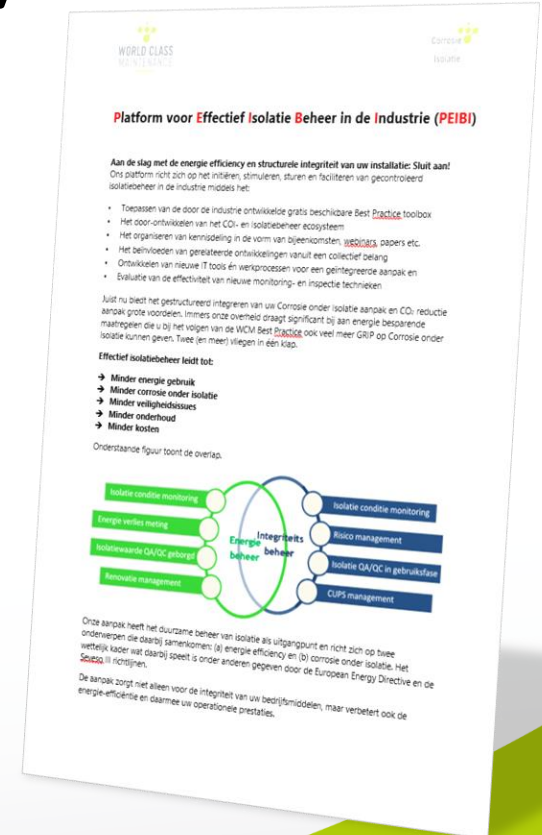 WORLD CLASS
MAINTENANCE
Corrosie
Isolatie
Platform voor Effectief Isolatie Beheer in de Industrie (PEIBI)
Aan de slag met de energie efficiency en structurele integriteit van uw installatie: Sluit aan!
Ons platform richt zich op het initiëren, stimuleren, sturen en faciliteren van gecontroleerd
isolatiebeheer in de industrie middels het:
• Toepassen van de door de industrie ontwikkelde gratis beschikbare Best Practice toolbox
• Het door-ontwikkelen van het COI- en isolatiebeheer ecosysteem
• Het organiseren van kennisdeling in de vorm van bijeenkomsten, webinars, papers etc.
• Het beïnvloeden van gerelateerde ontwikkelingen vanuit een collectief belang
• Ontwikkelen van nieuwe IT tools én werkprocessen voor een geïntegreerde aanpak en
• Evaluatie van de effectiviteit van nieuwe monitoring- en inspectie technieken
Juist nu biedt het gestructureerd integreren van uw Corrosie onder Isolatie aanpak en CO₂ reductie
aanpak grote voordelen. Immers onze overheid draagt significant bij aan energie besparende
maatregelen die u bij het volgen van de WCM Best Practice ook veel meer GRIP op Corrosie onder
Isolatie kunnen geven. Twee (en meer) vliegen in één klap.
Effectief isolatiebeheer leidt tot:
→ Minder energie gebruik
→ Minder corrosie onder isolatie
→ Minder veiligheidsissues
→ Minder onderhoud
→ Minder kosten
Onderstaande figuur toont de overlap.
Isolatie conditie monitoring
Energie verlies meting
Isolatiewaarde QA/QC geborgd
Renovatie management
Energie
beheer
Integriteits
beheer
Isolatie conditie monitoring
Risico management
Isolatie QA/QC in gebruiksfase
CUPS management
Onze aanpak heeft het duurzame beheer van isolatie als uitgangpunt en richt zich op twee
onderwerpen die daarbij samenkomen: (a) energie efficiency en (b) corrosie onder isolatie. Het
wettelijk kader wat daarbij speelt is onder anderen gegeven door de European Energy Directive en de
Seveso III richtlijnen.
De aanpak zorgt niet alleen voor de integriteit van uw bedrijfsmiddelen, maar verbetert ook de
energie-efficiëntie en daarmee uw operationele prestaties.